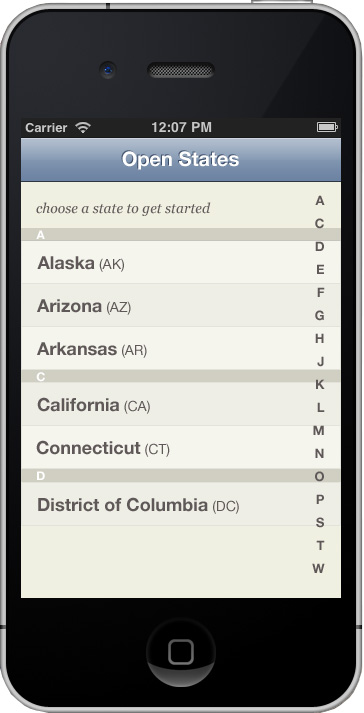 Carrier 12:07 PM
Open States
choose a state to get started
A
Alaska (AK)
Arizona (AZ)
Arkansas (AR)
C
California (CA)
Connecticut (CT)
D
District of Columbia (DC)
A
C
D
E
F
G
H
J
K
L
M
N
O
P
S
T
W